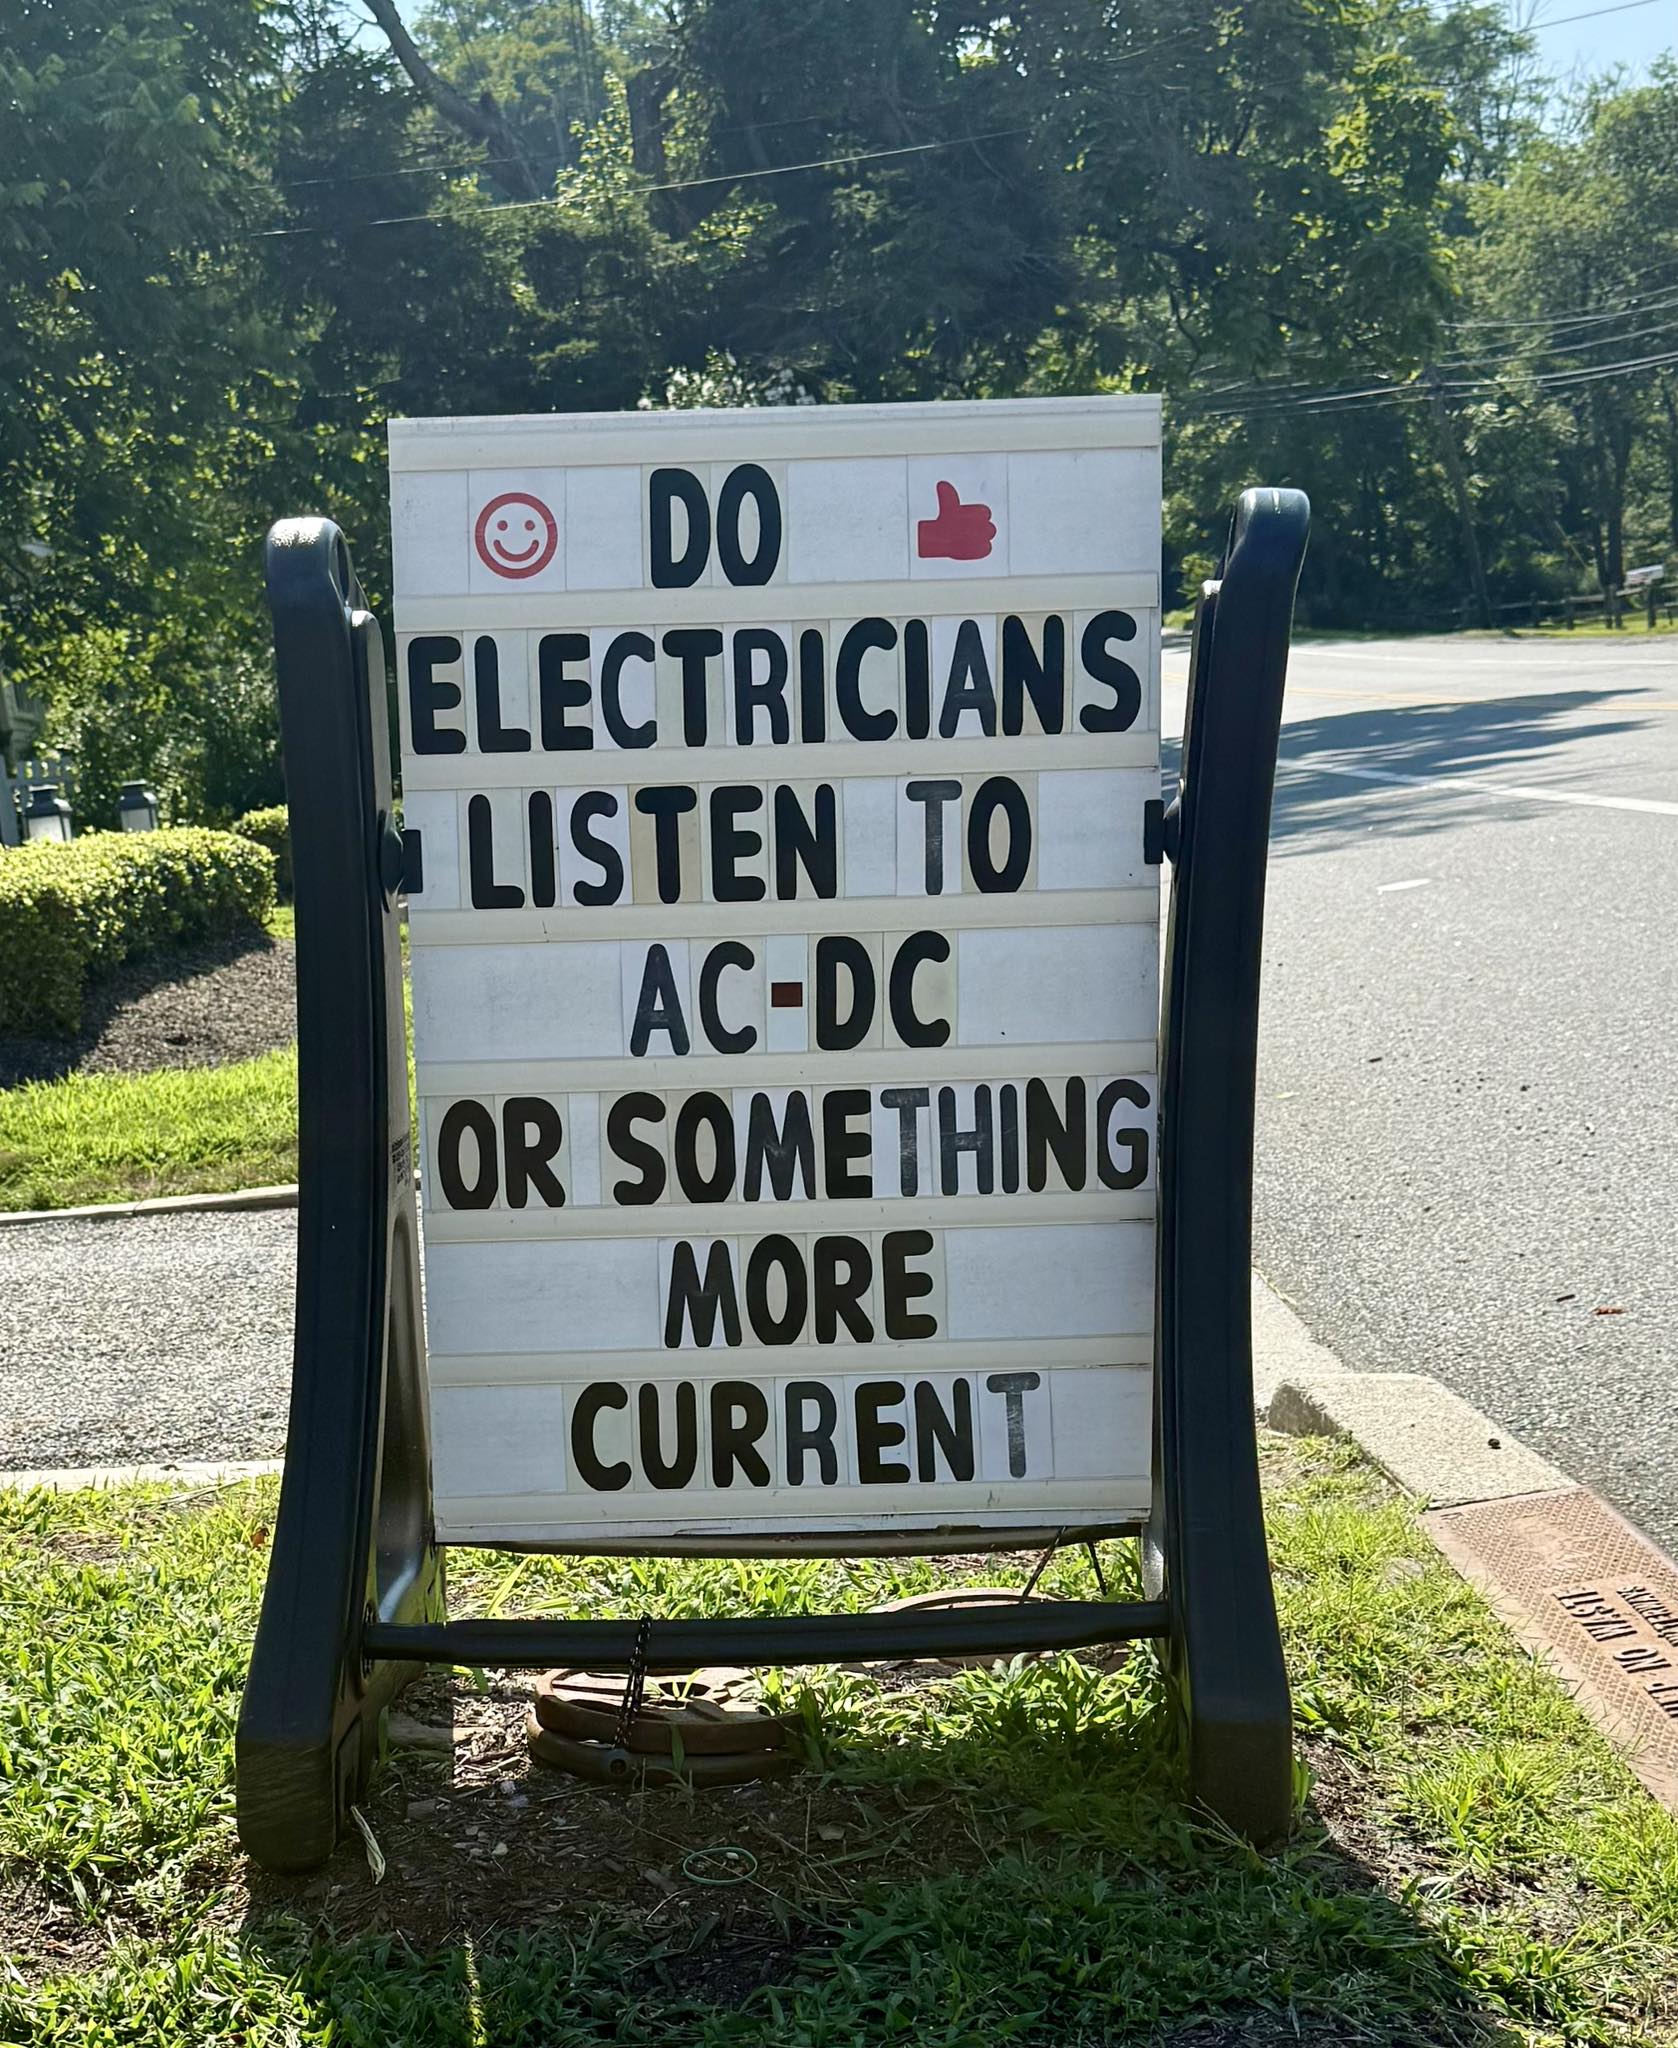 DO
ELECTRICIANS
LISTEN TO
AC-DC
OR SOMETHING
MORE
CURRENT